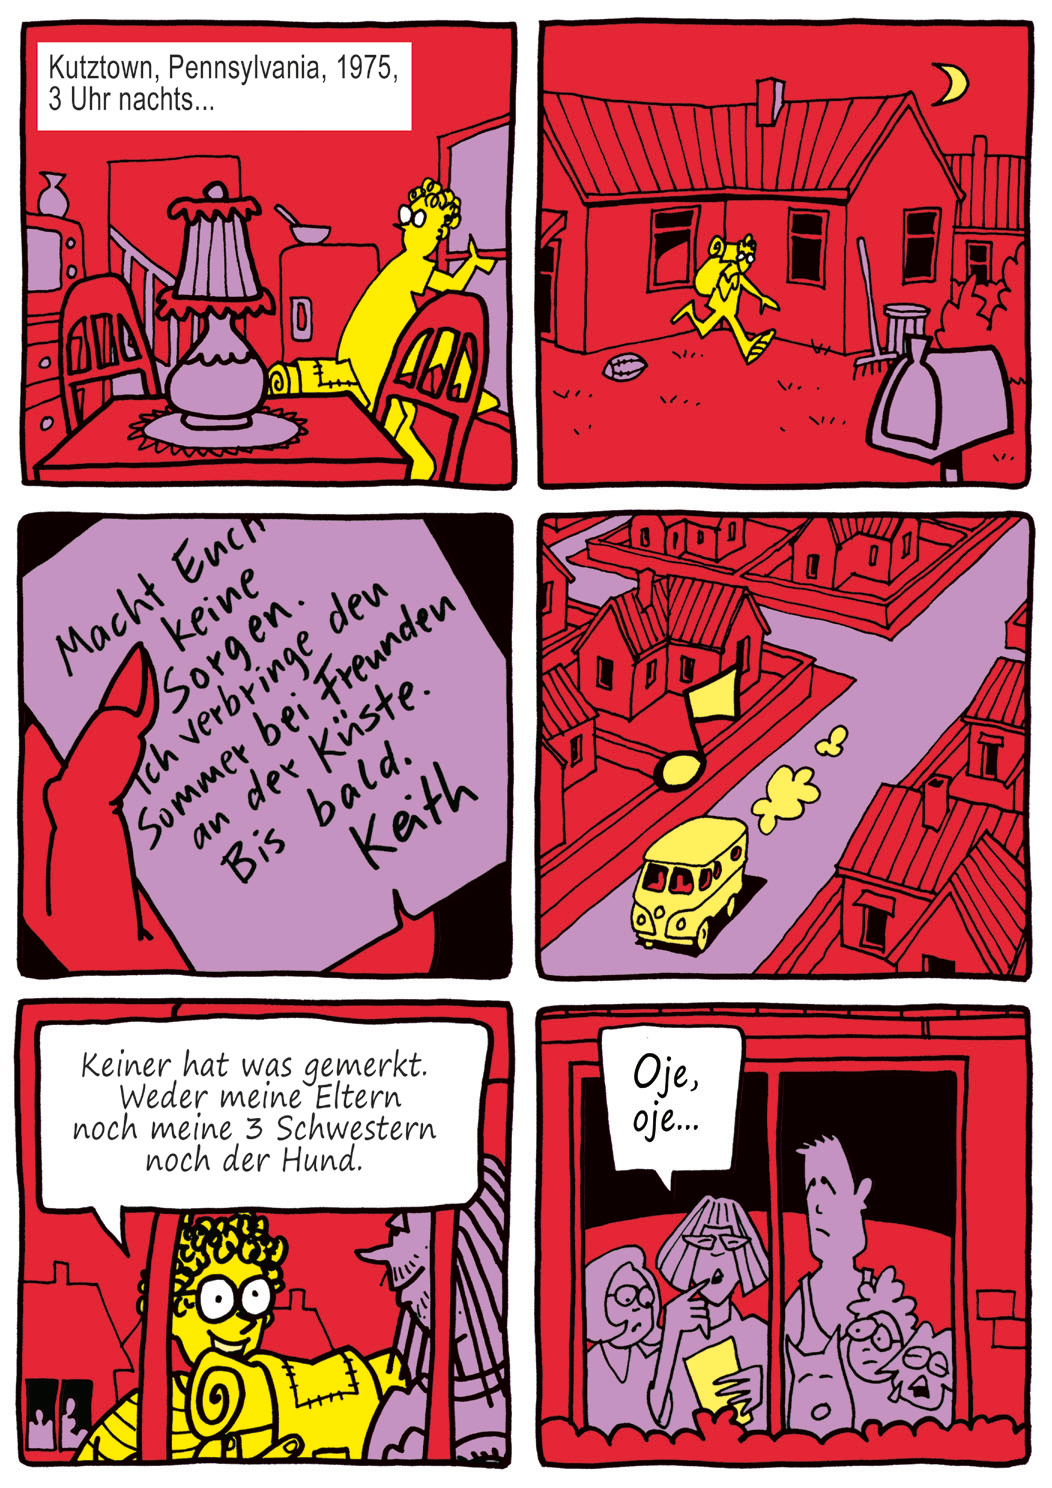 Kutztown, Pennsylvania, 1975,
3 Uhr nachts...
Macht Euch
keine
Sorgen.
Ich verbringe den
Sommer bei Freunden
an der Küste.
Bis bald.
Keith
Keiner hat was gemerkt.
Weder meine Eltern
noch meine 3 Schwestern
noch der Hund.
Oje,
oje...